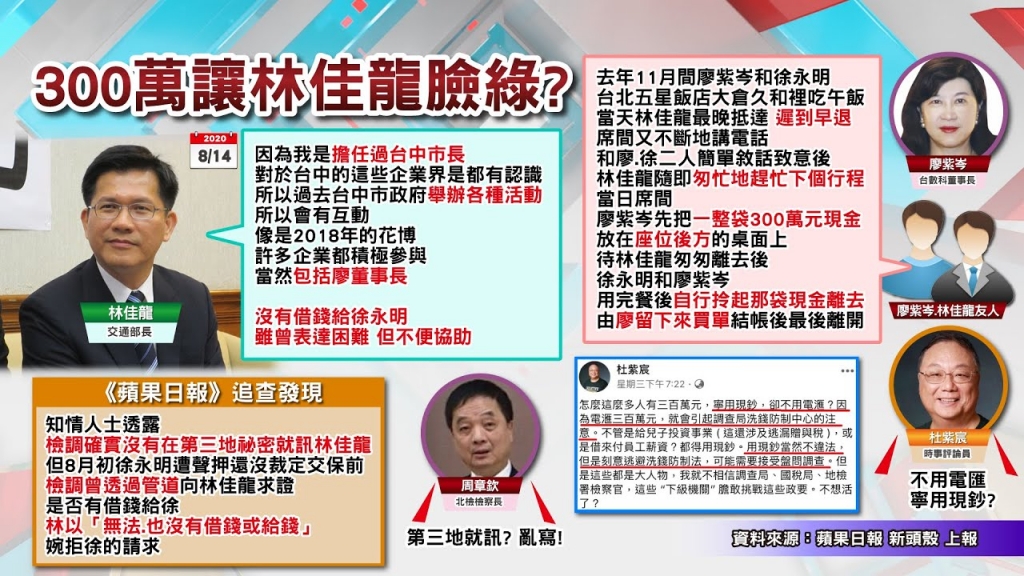 300萬讓林佳龍臉綠?
2020
8/14
因為我是擔任過台中市長
對於台中的這些企業界是都有認識
所以過去台中市政府舉辦各種活動
所以會有互動
像是2018年的花博
許多企業都積極參與
當然包括廖董事長
沒有借錢給徐永明
雖曾表達困難 但不便協助
林佳龍
交通部長
去年11月間廖紫岑和徐永明
台北五星飯店大倉久和裡吃午飯
當天林佳龍最晚抵達 遲到早退
席間又不斷地講電話
和廖.徐二人簡單敘話致意後
林佳龍隨即匆忙地趕忙下個行程
當日席間
廖紫岑先把一整袋300萬元現金
放在座位後方的桌面上
待林佳龍匆匆離去後
徐永明和廖紫岑
用完餐後自行拎起那袋現金離去
由廖留下來買單結帳後最後離開
廖紫岑
台數科董事長
廖紫岑.林佳龍友人
《蘋果日報》追查發現
知情人士透露
檢調確實沒有在第三地祕密就訊林佳龍
但8月初徐永明遭聲押還沒裁定交保前
檢調曾透過管道向林佳龍求證
是否有借錢給徐
林以「無法.也沒有借錢或給錢」
婉拒徐的請求
周章欽
北檢檢察長
第三地就訊? 亂寫!
杜紫宸
星期三下午7:22
怎麼這麼多人有三百萬元，寧用現鈔，卻不用電匯？因
為電匯三百萬元，就會引起調查局洗錢防制中心的注
意。不管是給兒子投資事業（這還涉及逃漏贈與稅），或
是借來付員工薪資？都得用現鈔。用現鈔當然不違法，
但是刻意逃避洗錢防制法，可能需要接受盤問調查。但
是這些都是大人物，我就不相信調查局、國稅局、地檢
署檢察官，這些“下級機關”膽敢挑戰這些政要。不想活
了？
杜紫宸
時事評論員
不用電匯
寧用現鈔?
資料來源：蘋果日報 新頭殼 上報